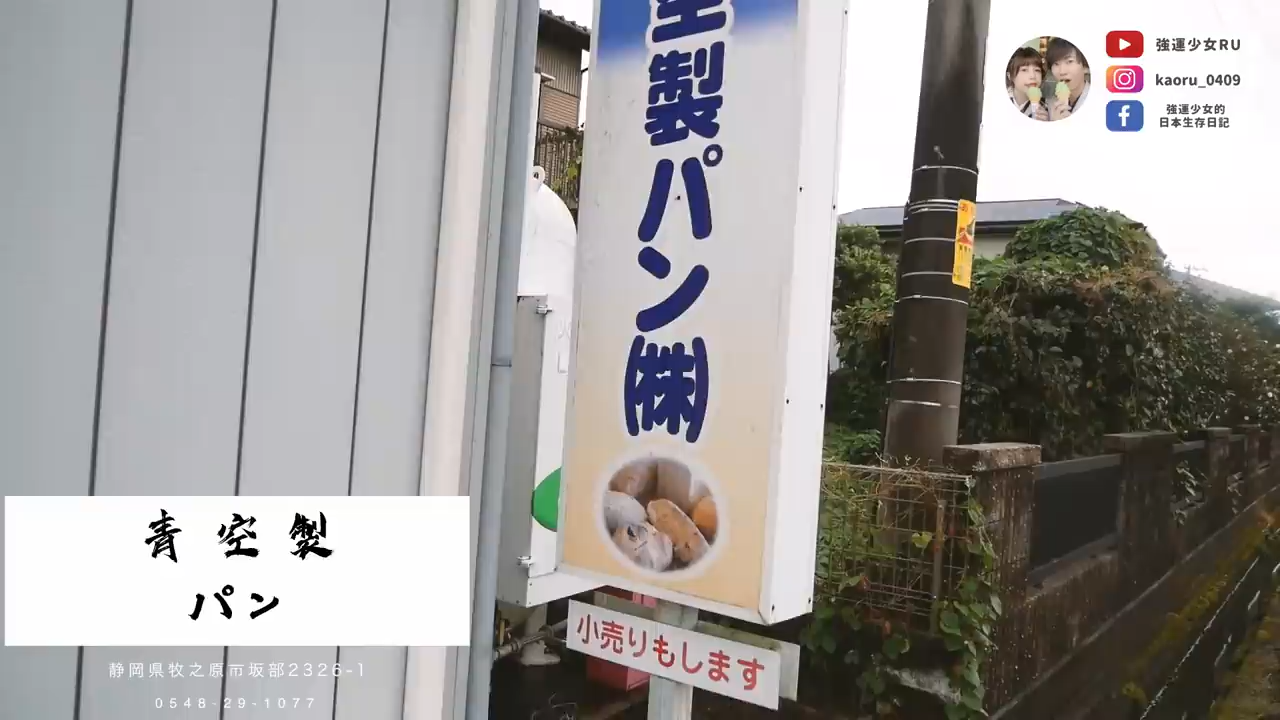 空製パン㈱
小売りもします
強運少女RU
kaoru_0409
強運少女的
日本生存日記
青空製
パン
静岡県牧之原市坂部2326-1
0548-29-1077